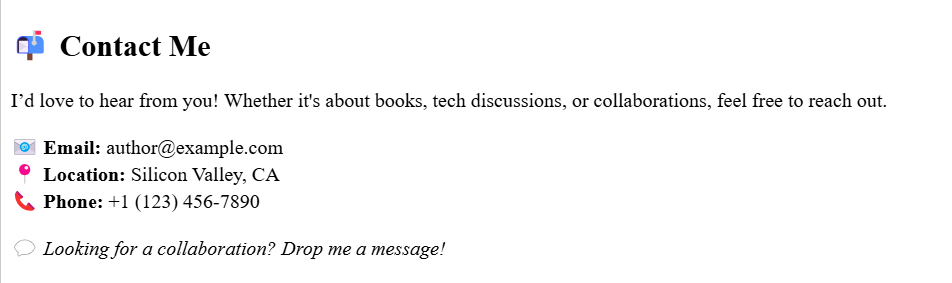 📬 Contact Me
I’d love to hear from you! Whether it's about books, tech discussions, or collaborations, feel free to reach out.
📧 Email: author@example.com
📍 Location: Silicon Valley, CA
📞 Phone: +1 (123) 456-7890
💬 Looking for a collaboration? Drop me a message!